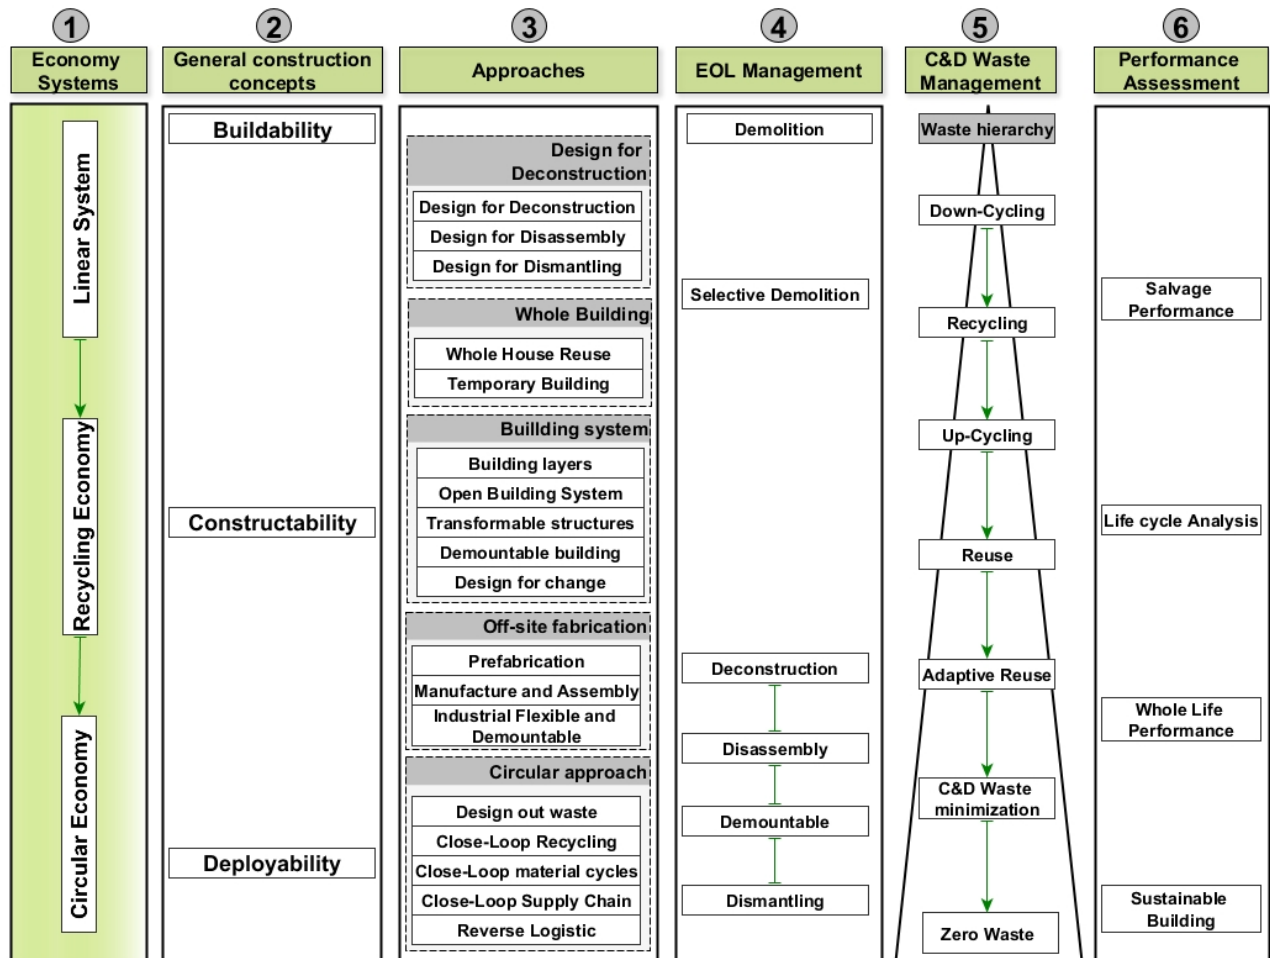 1
Economy
Systems
Linear System
Recycling Economy
Circular Economy
2
General construction
concepts
Buildability
Constructability
Deployability
3
Approaches
Design for
Deconstruction
Design for Deconstruction
Design for Disassembly
Design for Dismantling
Whole Building
Whole House Reuse
Temporary Building
Buillding system
Building layers
Open Building System
Transformable structures
Demountable building
Design for change
Off-site fabrication
Prefabrication
Manufacture and Assembly
Industrial Flexible and
Demountable
Circular approach
Design out waste
Close-Loop Recycling
Close-Loop material cycles
Close-Loop Supply Chain
Reverse Logistic
4
EOL Management
Demolition
Selective Demolition
Deconstruction
Disassembly
Demountable
Dismantling
5
C&D Waste
Management
Waste hierarchy
Down-Cycling
Recycling
Up-Cycling
Reuse
Adaptive Reuse
C&D Waste
minimization
Zero Waste
6
Performance
Assessment
Salvage
Performance
Life cycle Analysis
Whole Life
Performance
Sustainable
Building